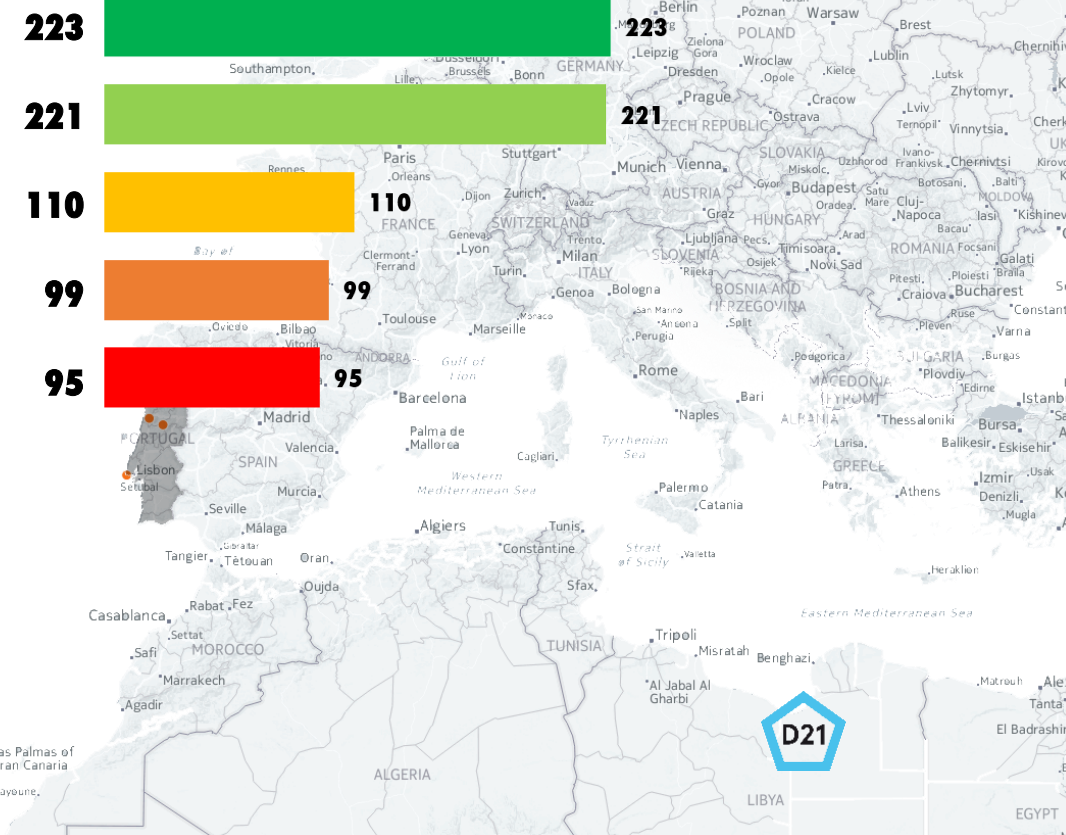 Berlin
Poznan
Warsaw
223
223
POLAND
Brest
Zielona
Gora
Leipzig
Wroclaw
Lublin
Southampton
Brussels
Bonn
GERMANY
Dresden
Opole
Kielce
Lutsk
Lille
Zhytomyr
Prague
Cracow
Lviv
221
221
CZECH REPUBLIC
Ostrava
Ternopil'
Vinnytsia
Paris
Stuttgart
SLOVAKIA
Uzhhorod
Ivano-
Frankivsk
Chernivtsi
Rennes
Orleans
Munich
Vienna
Miskolc
Gyor
Budapest
Satu
Mare
Botosani
Balti
Dijon
Zurich
Vaduz
AUSTRIA
MOLDOVA
110
110
FRANCE
SWITZERLAND
Graz
HUNGARY
Oradea
Cluj-
Napoca
Iasi
Kishinev
Bacau
Geneva
Lyon
Trento
Ljubljana
Pecs
Arad
Timisoara
ROMANIA
Focsani
Bay of
Clermont-
Ferrand
Milan
SLOVENIA
Osijek
Novi Sad
Galati
Turin
ITALY
Rijeka
Pitesti
Ploiesti
Braila
99
99
Genoa
Bologna
BOSNIA AND
HERZEGOVINA
Craiova
Bucharest
Toulouse
Monaco
San Marino
Ancona
Split
Ruse
Oviedo
Bilbao
Marseille
Perugia
Pleven
Varna
Vitoria
ANDORRA
Gulf of
Lion
Rome
Podgorica
Burgas
95
95
Plovdiv
MACEDONIA
(FYROM)
Edirne
Barcelona
Bari
Madrid
Naples
ALBANIA
Thessaloniki
Bursa
PORTUGAL
Palma de
Mallorca
Tyrrhenian
Sea
Larisa
Balikesir
Eskisehir
Valencia
Cagliari
SPAIN
GREECE
Lisbon
Usak
Setubal
Western
Mediterranean Sea
Izmir
Murcia
Palermo
Patra
Athens
Denizli
Seville
Catania
Mugla
Málaga
Algiers
Tunis
Gibraltar
Tangier
Tètouan
Oran
Constantine
Strait
of Sicily
Valletta
Heraklion
Oujda
Sfax
Rabat
Fez
Casablanca
Eastern Mediterranean Sea
Settat
Tripoli
Safi
MOROCCO
TUNISIA
Misratah
Benghazi
Marrakech
Al Jabal Al
Gharbi
Matrouh
Agadir
Tanta
D21
El Badrashin
as Palmas of
ran Canaria
ALGERIA
ayoune
LIBYA
EGYPT